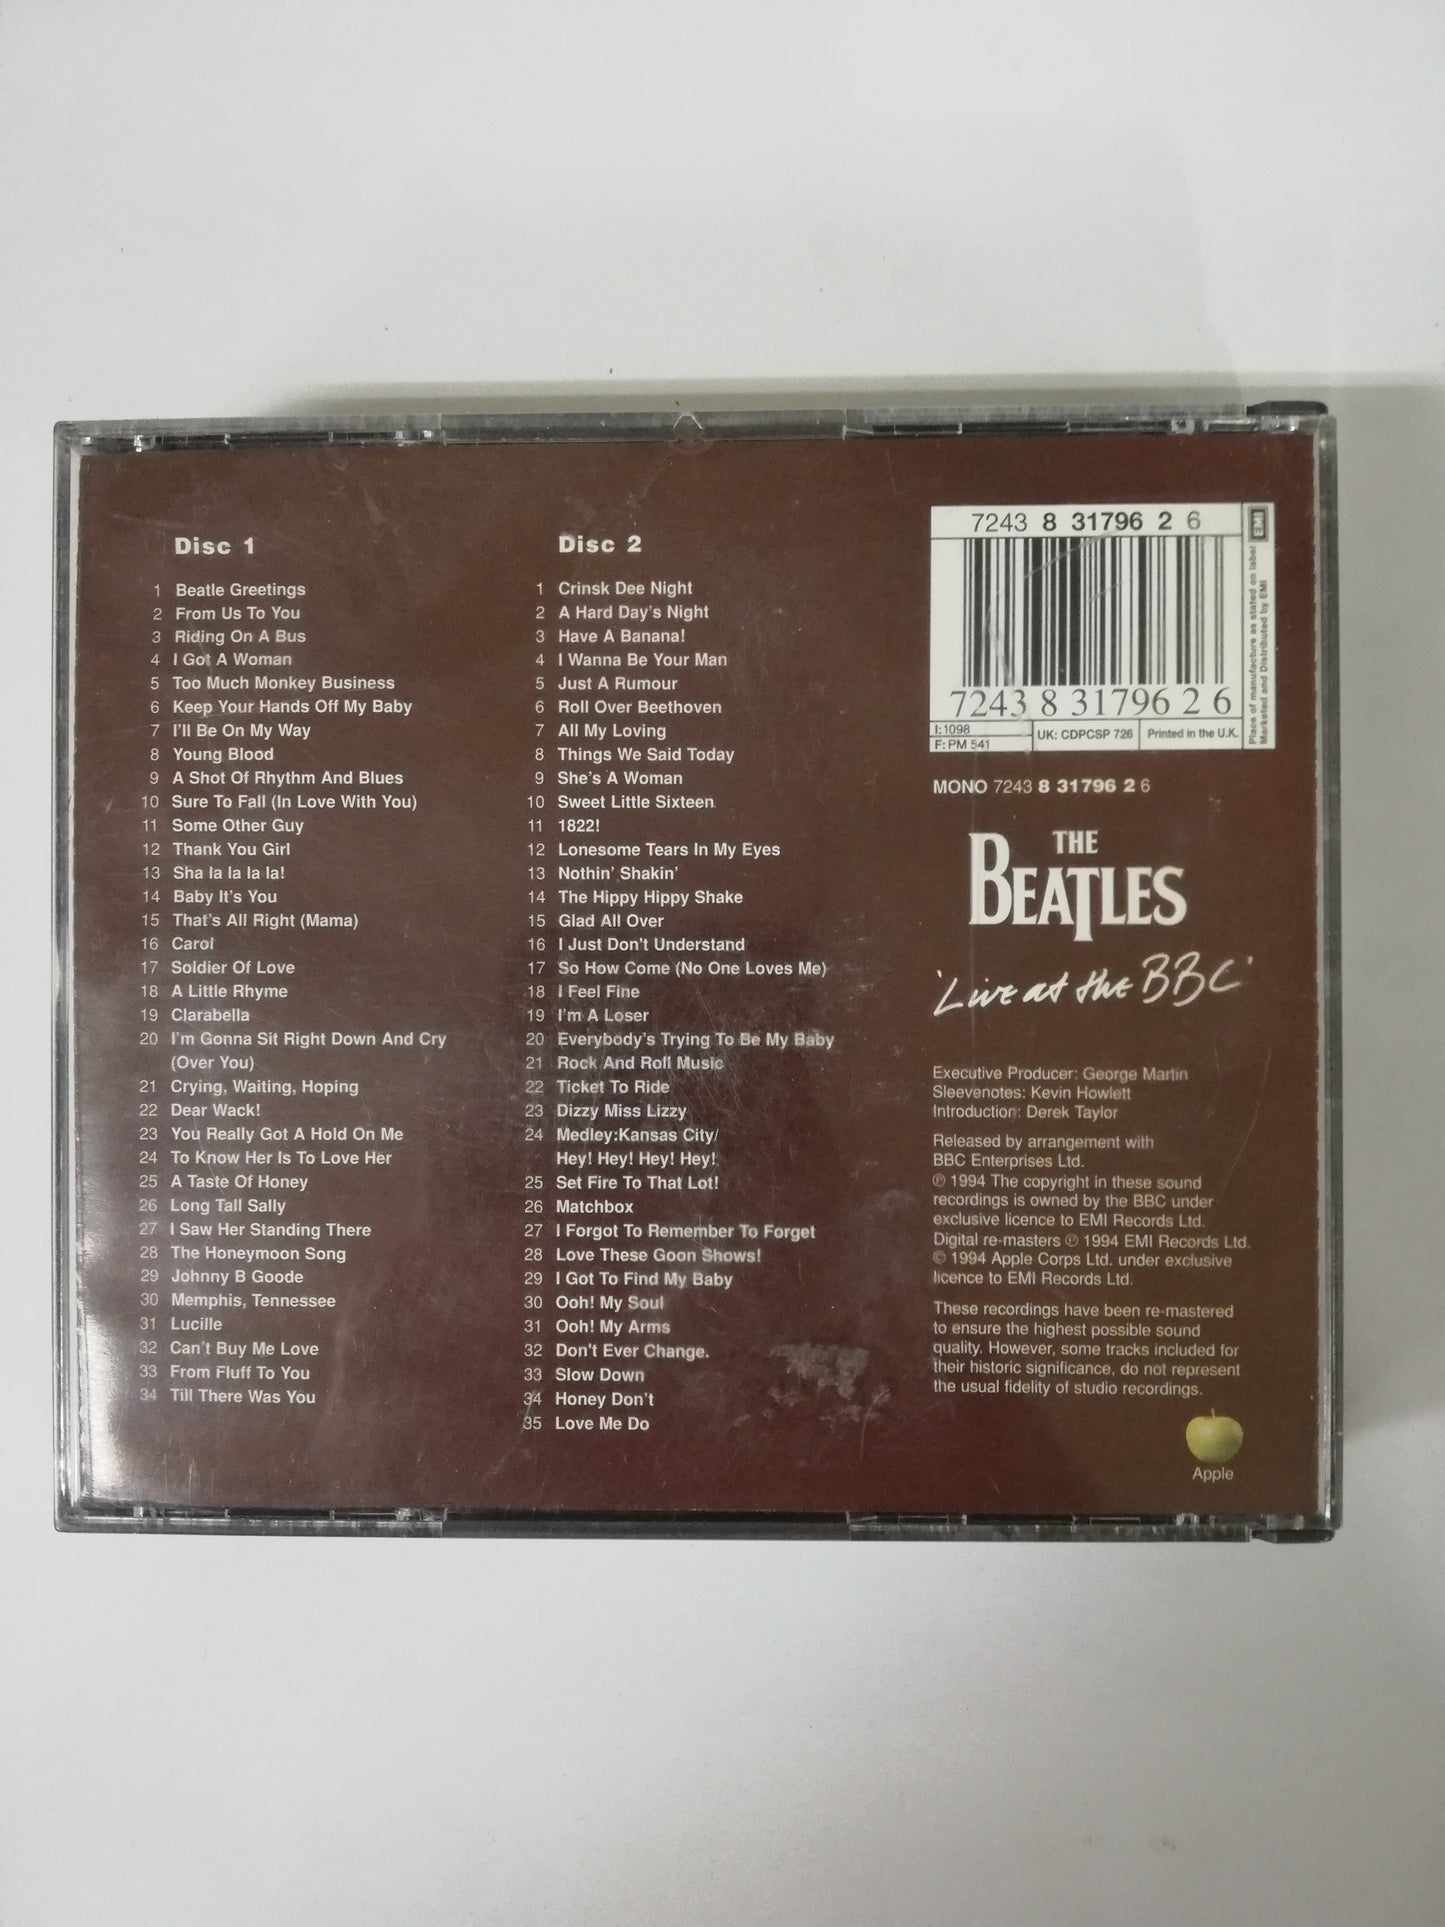 Disc 1
1 Beatle Greetings
2 From Us To You
3 Riding On A Bus
4 I Got A Woman
5 Too Much Monkey Business
6 Keep Your Hands Off My Baby
7 I'll Be On My Way
8 Young Blood
9 A Shot Of Rhythm And Blues
10 Sure To Fall (In Love With You)
11 Some Other Guy
12 Thank You Girl
13 Sha la la la la!
14 Baby It's You
15 That's All Right (Mama)
16 Carol
17 Soldier Of Love
18 A Little Rhyme
19 Clarabella
20 I'm Gonna Sit Right Down And Cry
(Over You)
21 Crying, Waiting, Hoping
22 Dear Wack!
23 You Really Got A Hold On Me
24 To Know Her Is To Love Her
25 A Taste Of Honey
26 Long Tall Sally
27 I Saw Her Standing There
28 The Honeymoon Song
29 Johnny B Goode
30 Memphis, Tennessee
31 Lucille
32 Can't Buy Me Love
33 From Fluff To You
34 Till There Was You
Disc 2
1 Crinsk Dee Night
2 A Hard Day's Night
3 Have A Banana!
4 I Wanna Be Your Man
5 Just A Rumour
6 Roll Over Beethoven
7 All My Loving
8 Things We Said Today
9 She's A Woman
10 Sweet Little Sixteen
11 1822!
12 Lonesome Tears In My Eyes
13 Nothin' Shakin'
14 The Hippy Hippy Shake
15 Glad All Over
16 I Just Don't Understand
17 So How Come (No One Loves Me)
18 I Feel Fine
19 I'm A Loser
20 Everybody's Trying To Be My Baby
21 Rock And Roll Music
22 Ticket To Ride
23 Dizzy Miss Lizzy
24 Medley:Kansas City/
Hey! Hey! Hey! Hey!
25 Set Fire To That Lot!
26 Matchbox
27 I Forgot To Remember To Forget
28 Love These Goon Shows!
29 I Got To Find My Baby
30 Ooh! My Soul
31 Ooh! My Arms
32 Don't Ever Change.
33 Slow Down
34 Honey Don't
35 Love Me Do
7243 8 31796 2 6
7243 8 31796 2 6
I: 1098
F: PM 541
UK: CDPCSP 726
Printed in the U.K.
EMI
Place of manufacture as stated on label
Marketed and Distributed by EMI
MONO 7243 8 31796 2 6
THE
BEATLES
'Live at the BBC'
Executive Producer: George Martin
Sleevenotes: Kevin Howlett
Introduction: Derek Taylor
Released by arrangement with
BBC Enterprises Ltd.
℗ 1994 The copyright in these sound
recordings is owned by the BBC under
exclusive licence to EMI Records Ltd.
Digital re-masters ℗ 1994 EMI Records Ltd.
© 1994 Apple Corps Ltd. under exclusive
licence to EMI Records Ltd.
These recordings have been re-mastered
to ensure the highest possible sound
quality. However, some tracks included for
their historic significance, do not represent
the usual fidelity of studio recordings.
Apple